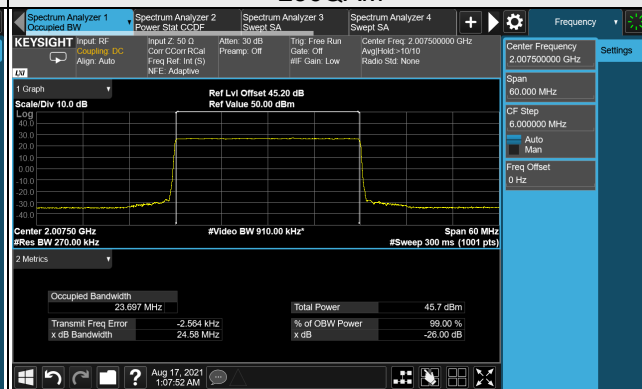 Spectrum Analyzer 1
Occupied BW
Spectrum Analyzer 2
Power Stat CCDF
Spectrum Analyzer 3
Swept SA
Spectrum Analyzer 4
Swept SA
Frequency
KEYSIGHT
Input: RF
Coupling: DC
Align: Auto
Input Z: 50 Ω
Corr CCorr RCal
Freq Ref: Int (S)
NFE: Adaptive
Atten: 30 dB
Preamp: Off
Trig: Free Run
Gate: Off
#IF Gain: Low
Center Freq: 2.007500000 GHz
Avg|Hold:>10/10
Radio Std: None
LXI
Center Frequency
2.007500000 GHz
Settings
Span
60.000 MHz
CF Step
6.000000 MHz
Auto
Man
Freq Offset
0 Hz
1 Graph
Scale/Div 10.0 dB
Ref Lvl Offset 45.20 dB
Ref Value 50.00 dBm
Log
40.0
30.0
20.0
10.0
0.00
-10.0
-20.0
-30.0
-40.0
Center 2.00750 GHz
#Res BW 270.00 kHz
#Video BW 910.00 kHz*
Span 60 MHz
#Sweep 300 ms (1001 pts)
2 Metrics
Occupied Bandwidth
23.697 MHz
Total Power 45.7 dBm
Transmit Freq Error -2.564 kHz
% of OBW Power 99.00 %
x dB Bandwidth 24.58 MHz
x dB -26.00 dB
Aug 17, 2021
1:07:52 AM